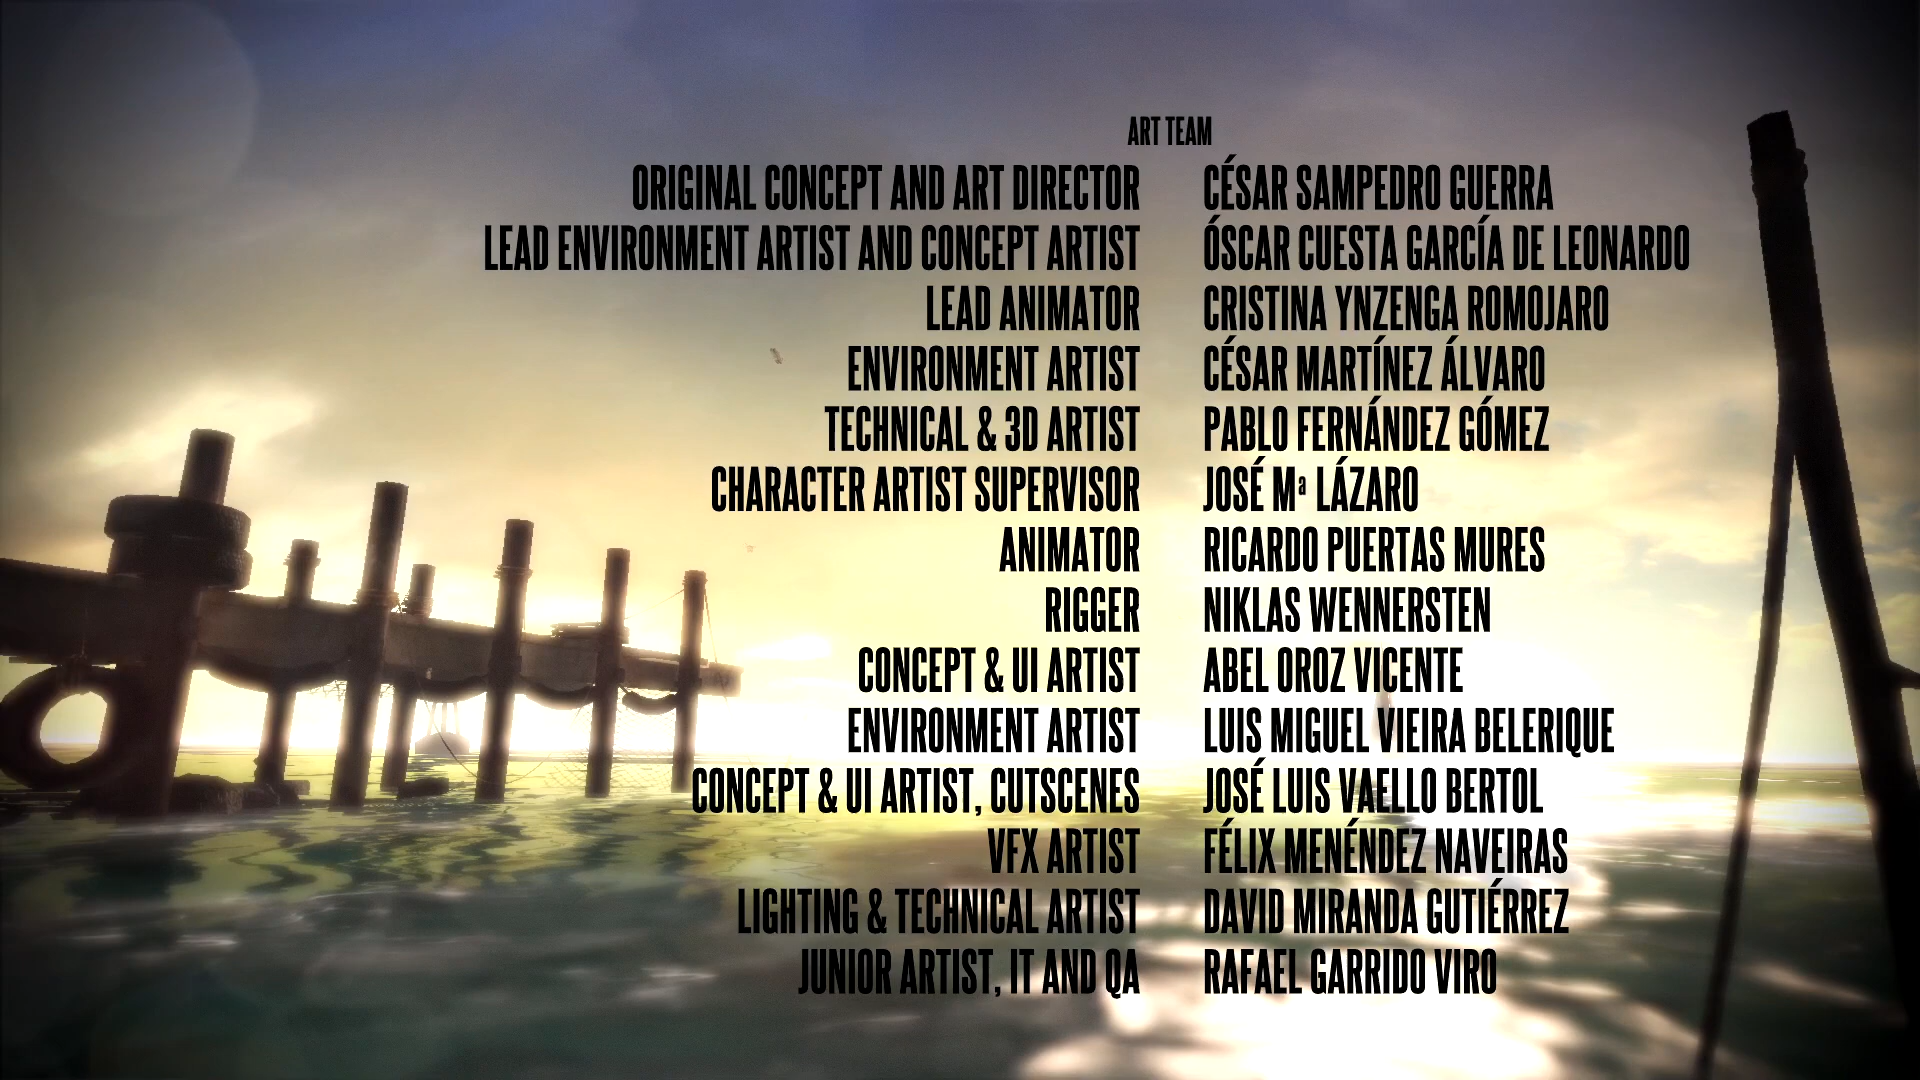 ART TEAM
ORIGINAL CONCEPT AND ART DIRECTOR CÉSAR SAMPEDRO GUERRA
LEAD ENVIRONMENT ARTIST AND CONCEPT ARTIST ÓSCAR CUESTA GARCÍA DE LEONARDO
LEAD ANIMATOR CRISTINA YNZENGA ROMOJARO
ENVIRONMENT ARTIST CÉSAR MARTÍNEZ ÁLVARO
TECHNICAL & 3D ARTIST PABLO FERNÁNDEZ GÓMEZ
CHARACTER ARTIST SUPERVISOR JOSÉ Mª LÁZARO
ANIMATOR RICARDO PUERTAS MURES
RIGGER NIKLAS WENNERSTEN
CONCEPT & UI ARTIST ABEL OROZ VICENTE
ENVIRONMENT ARTIST LUIS MIGUEL VIEIRA BELERIQUE
CONCEPT & UI ARTIST, CUTSCENES JOSÉ LUIS VAELLO BERTOL
VFX ARTIST FÉLIX MENÉNDEZ NAVEIRAS
LIGHTING & TECHNICAL ARTIST DAVID MIRANDA GUTIÉRREZ
JUNIOR ARTIST, IT AND QA RAFAEL GARRIDO VIRO